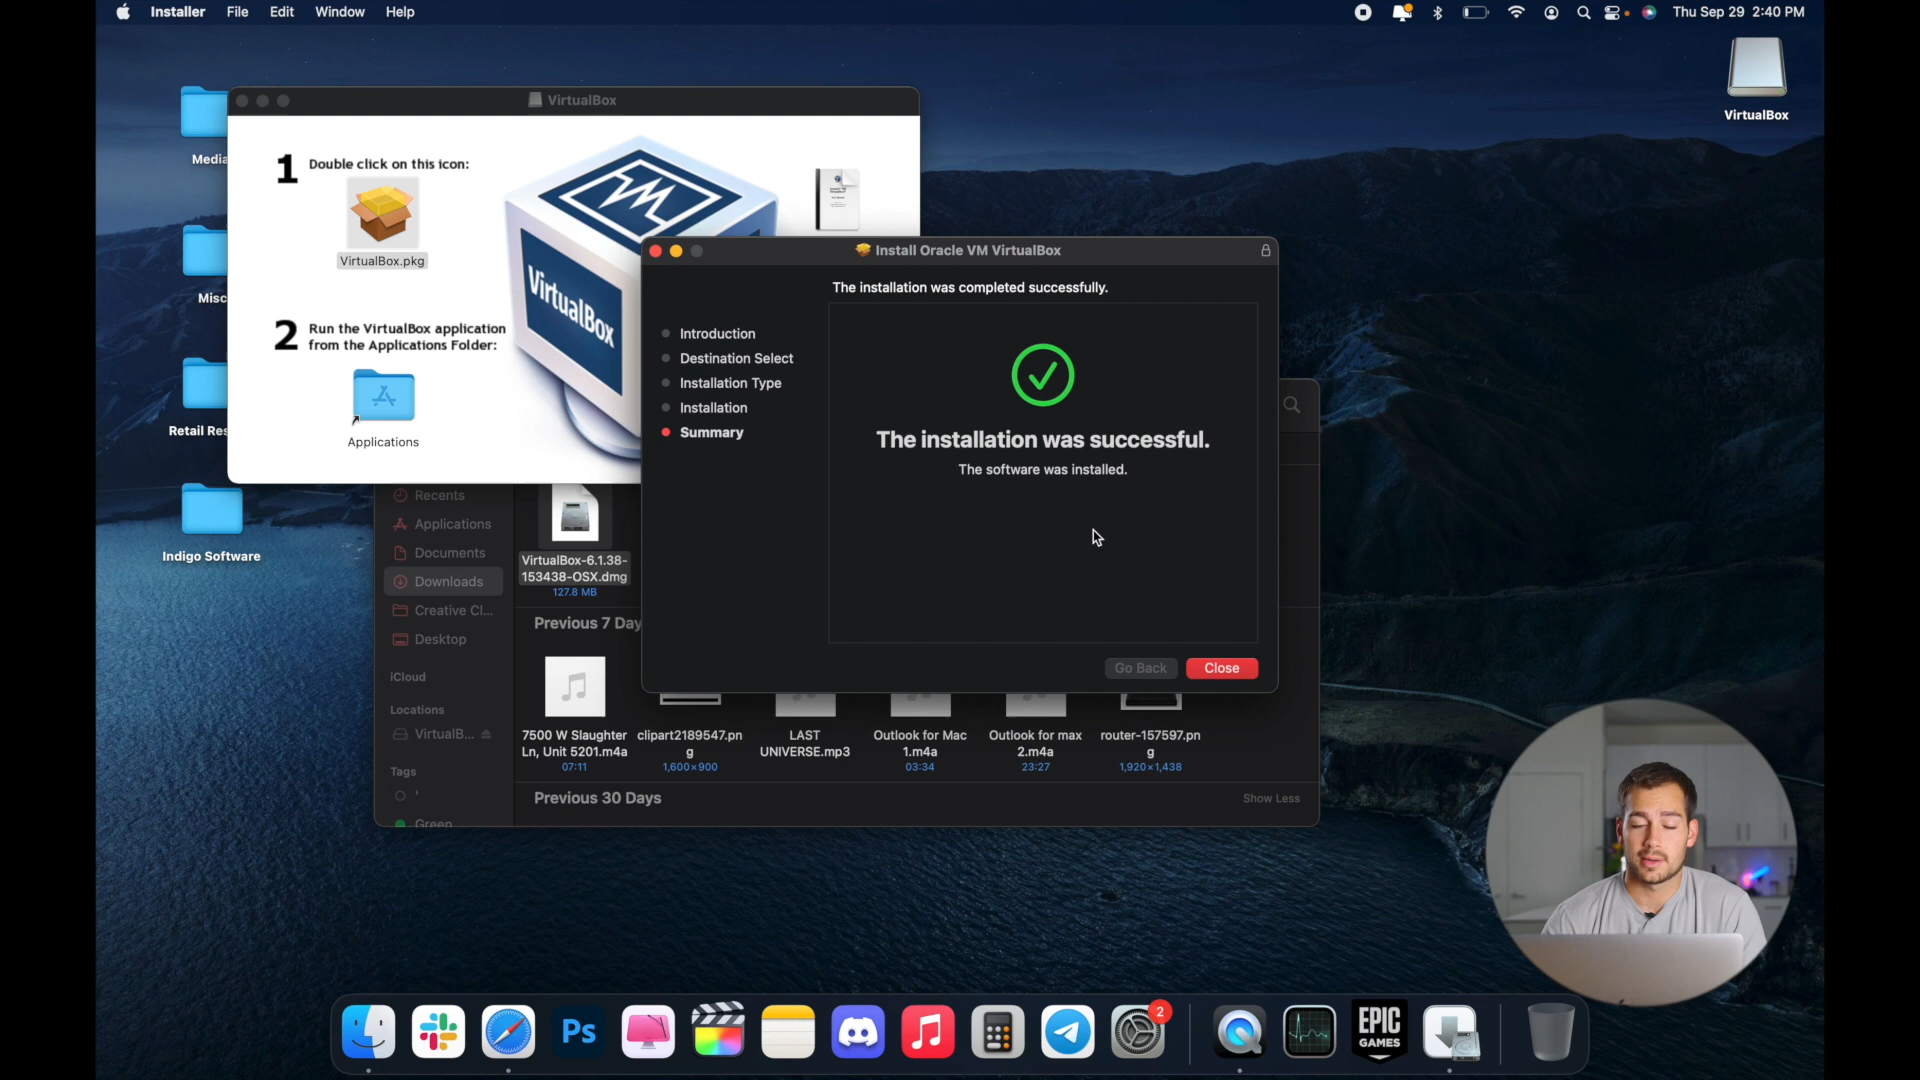 Installer File Edit Window Help
Thu Sep 29 2:40 PM
VirtualBox
Media
Misc
Retail Res
Indigo Software
VirtualBox
1 Double click on this icon:
VirtualBox.pkg
2 Run the VirtualBox application
from the Applications Folder:
Applications
VirtualBox
Install Oracle VM VirtualBox
The installation was completed successfully.
Introduction
Destination Select
Installation Type
Installation
Summary
The installation was successful.
The software was installed.
Go Back Close
Recents
Applications
Documents
Downloads
Creative Cl...
Desktop
iCloud
Locations
VirtualB...
Tags
'
Green
VirtualBox-6.1.38-
153438-OSX.dmg
127.8 MB
Previous 7 Day
7500 W Slaughter
Ln, Unit 5201.m4a
07:11
clipart2189547.pn
g
1,600×900
LAST
UNIVERSE.mp3
Outlook for Mac
1.m4a
03:34
Outlook for max
2.m4a
23:27
router-157597.pn
g
1,920×1,438
Previous 30 Days
Show Less
Ps
2
EPIC
GAMES